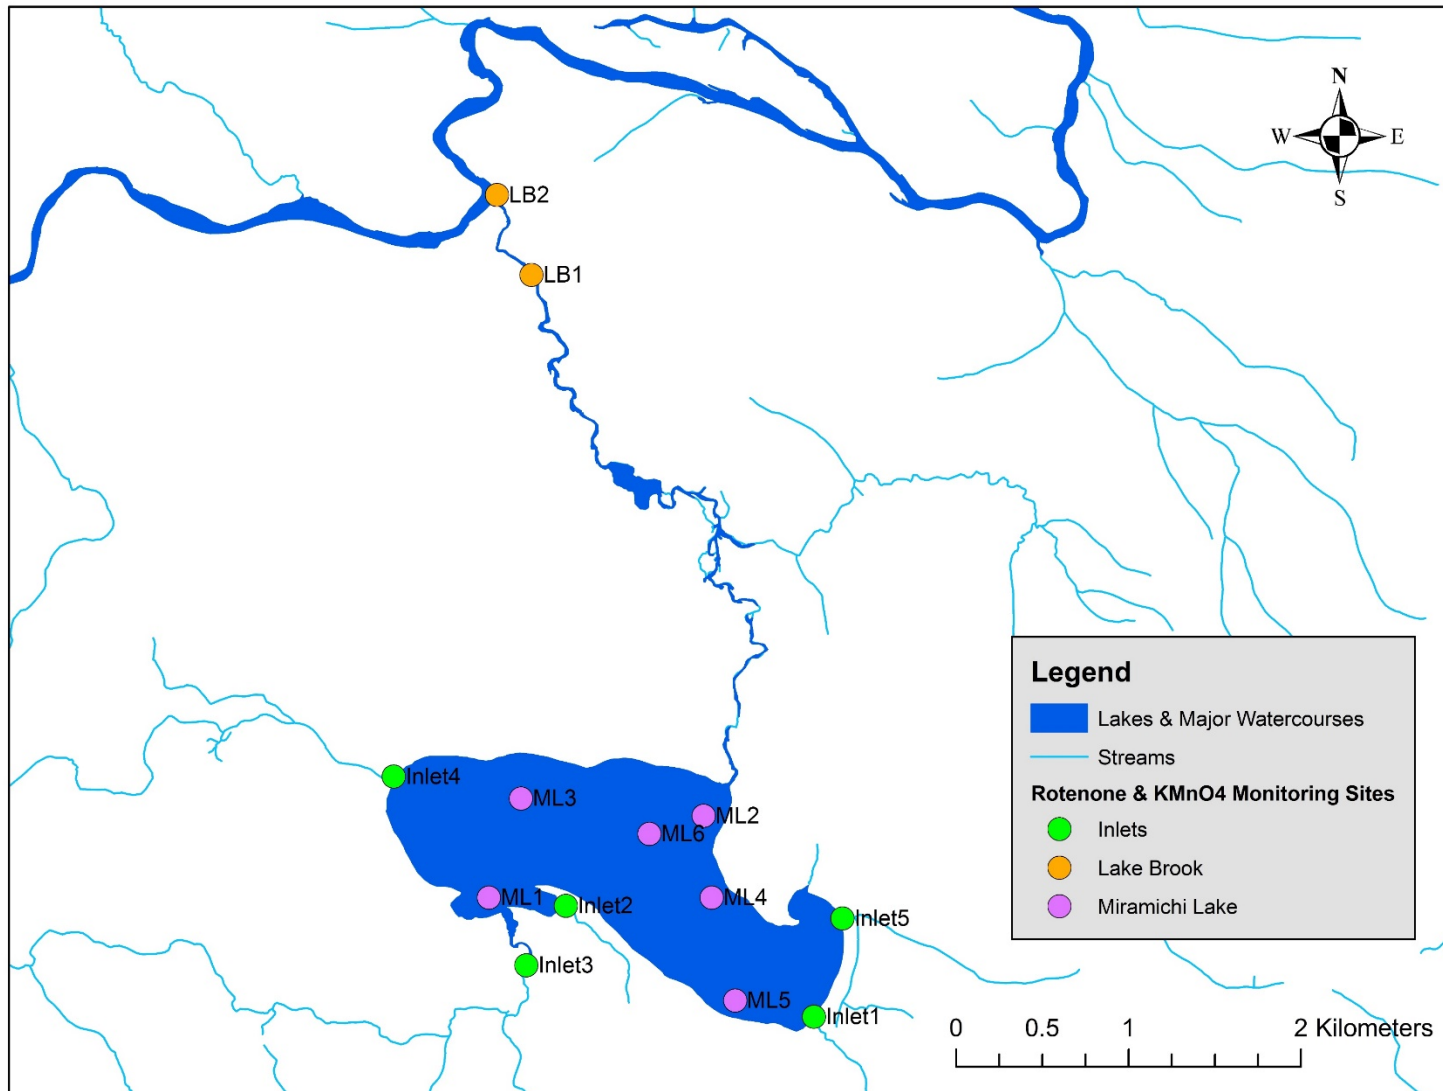 N
W E
S
LB2
LB1
Legend
Lakes & Major Watercourses
Streams
Rotenone & KMnO4 Monitoring Sites
Inlets
Lake Brook
Miramichi Lake
Inlet4
ML3
ML2
ML6
ML1
Inlet2
ML4
Inlet5
Inlet3
ML5
Inlet1
0 0.5 1 2 Kilometers